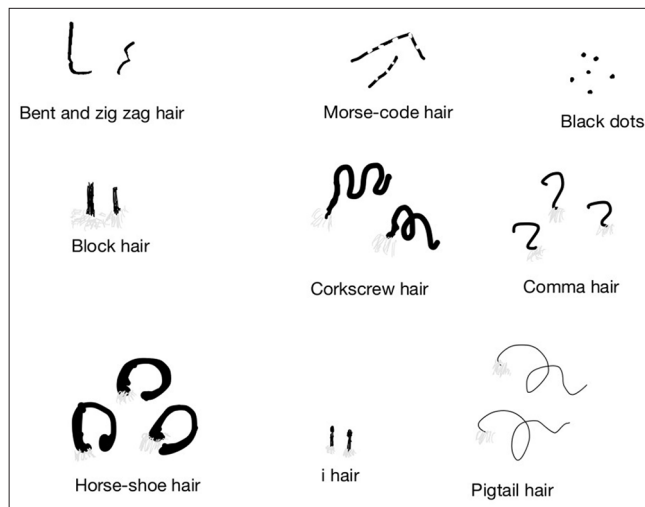 Bent and zig zag hair
Morse-code hair
Black dots
Block hair
Corkscrew hair
Comma hair
Horse-shoe hair
i hair
Pigtail hair